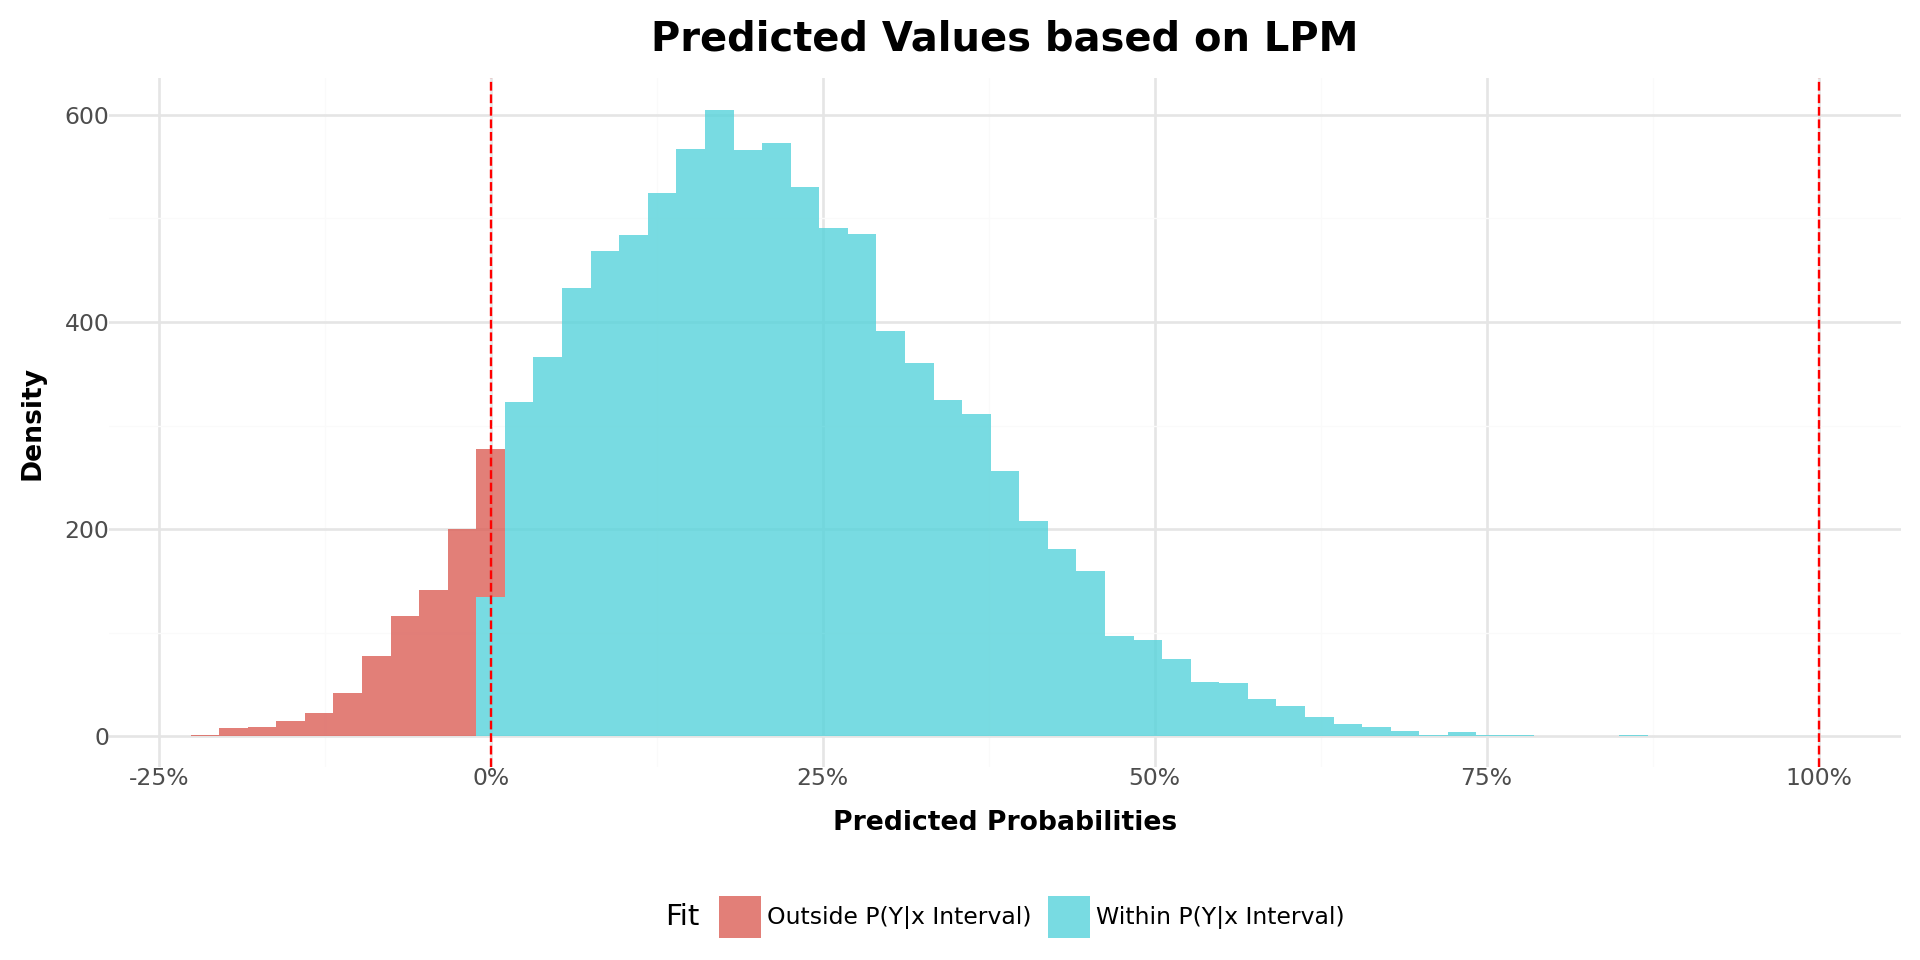 Predicted Values based on LPM
600
400
200
0
Density
-25% 0% 25% 50% 75% 100%
Predicted Probabilities
Fit Outside P(Y|x Interval) Within P(Y|x Interval)